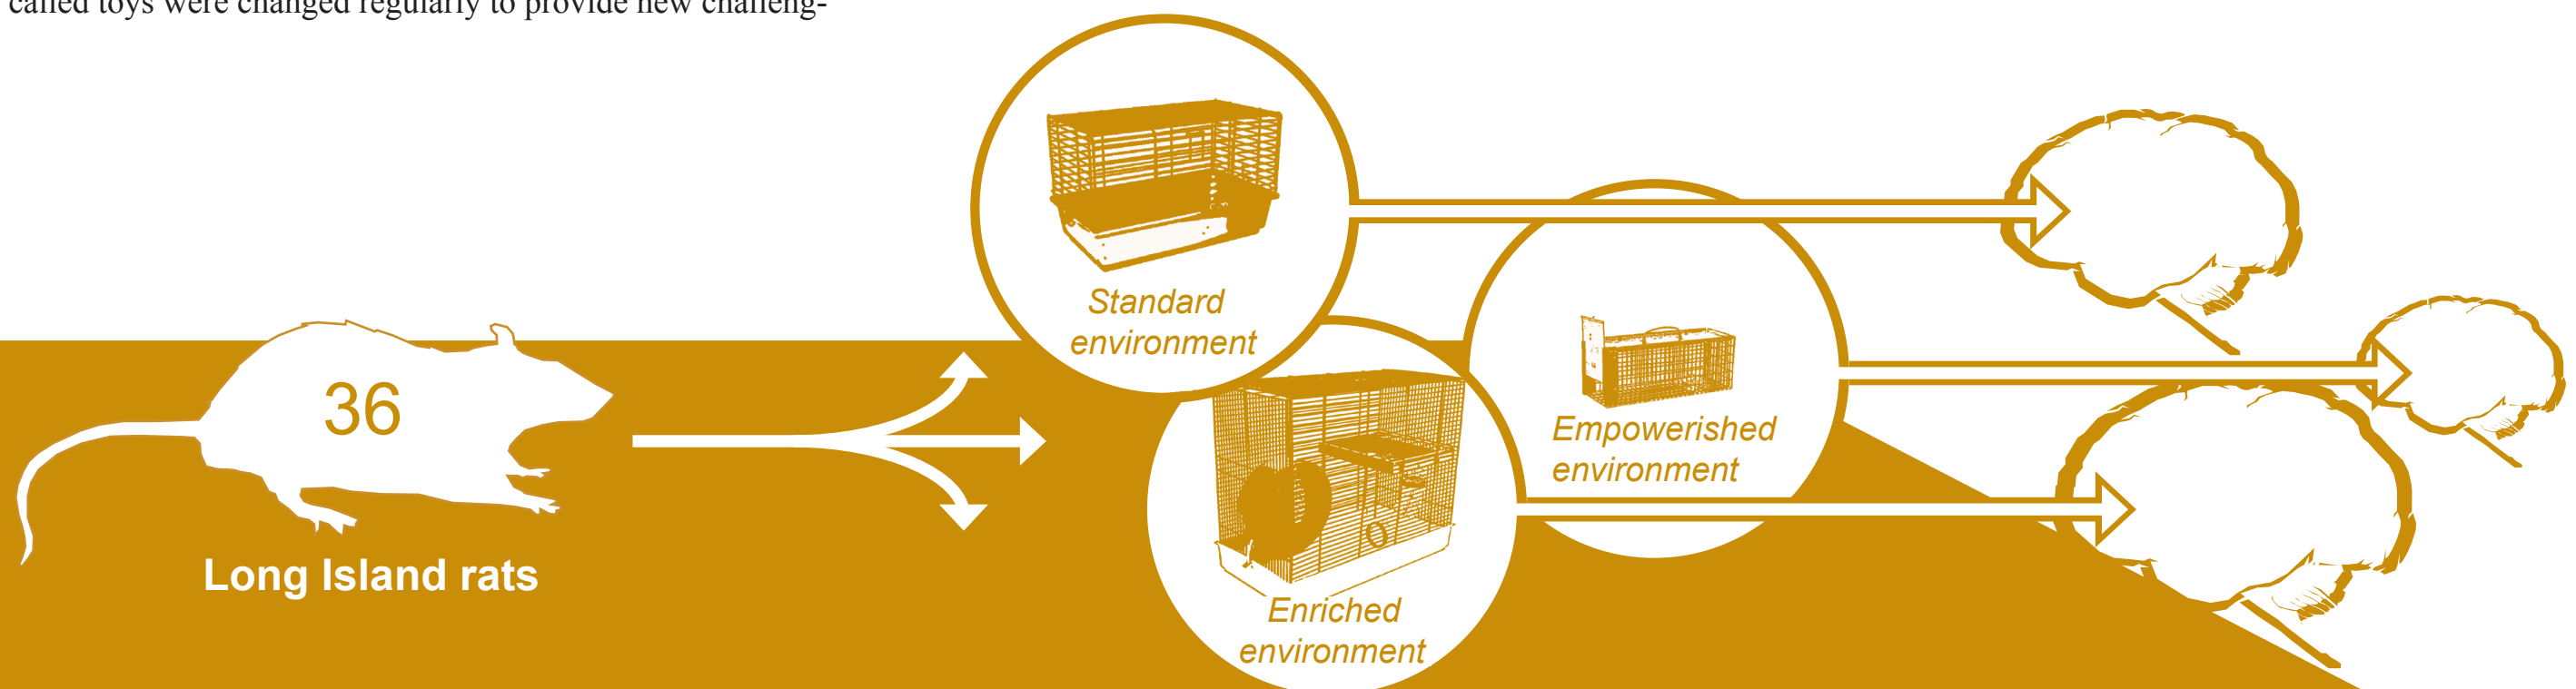 called toys were changed regularly to provide new challeng-
Standard
environment
36
Empowerished
environment
Long Island rats
Enriched
environment